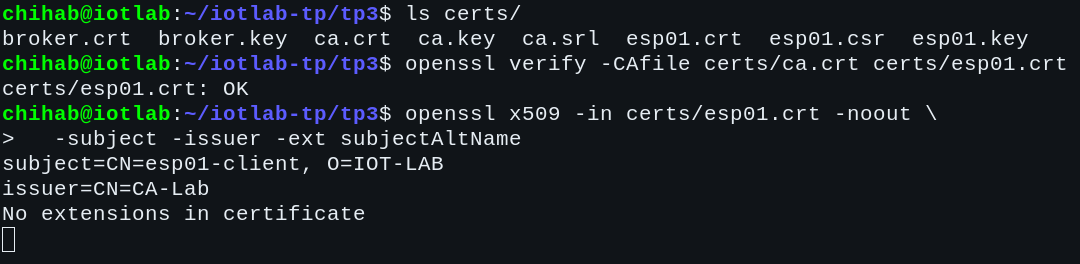 chihab@iotlab:~/iotlab-tp/tp3$ ls certs/
broker.crt  broker.key  ca.crt  ca.key  ca.srl  esp01.crt  esp01.csr  esp01.key
chihab@iotlab:~/iotlab-tp/tp3$ openssl verify -CAfile certs/ca.crt certs/esp01.crt
certs/esp01.crt: OK
chihab@iotlab:~/iotlab-tp/tp3$ openssl x509 -in certs/esp01.crt -noout \
>   -subject -issuer -ext subjectAltName
subject=CN=esp01-client, O=IOT-LAB
issuer=CN=CA-Lab
No extensions in certificate